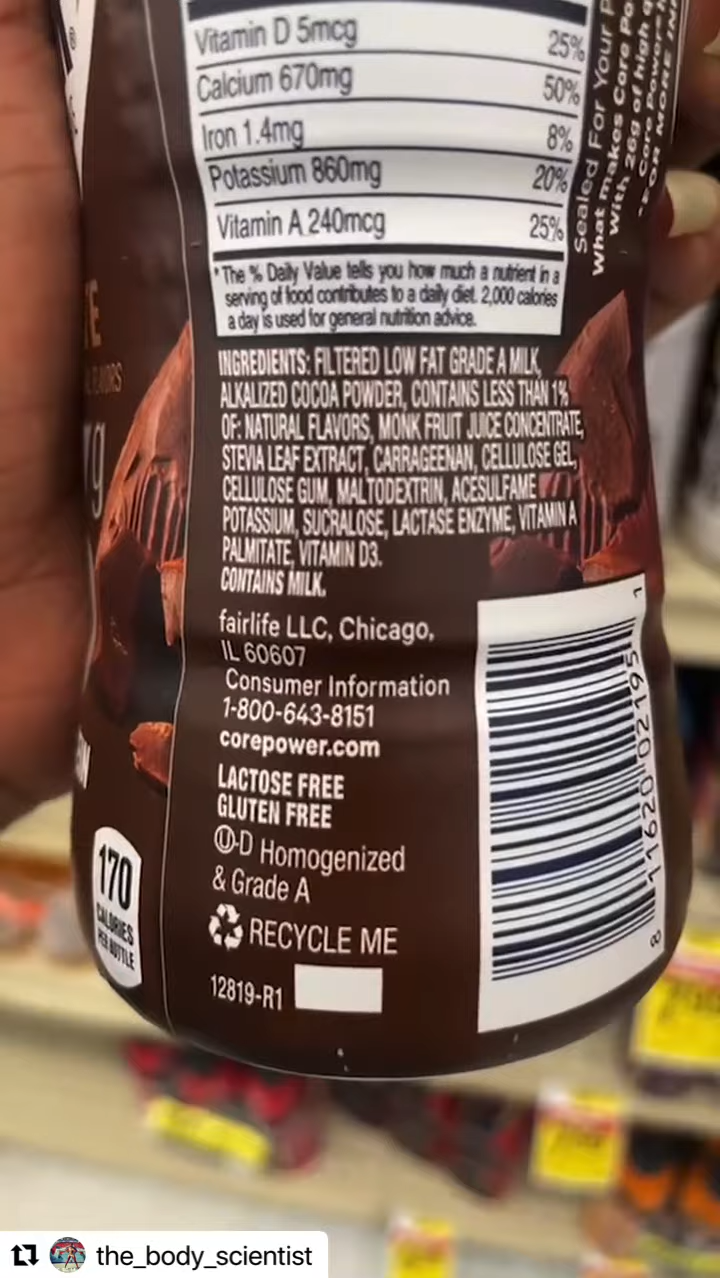 Vitamin D 5mcg 25%
Calcium 670mg 50%
Iron 1.4mg 8%
Potassium 860mg 20%
Vitamin A 240mcg 25%
* The % Daily Value tells you how much a nutrient in a
serving of food contributes to a daily diet. 2,000 calories
a day is used for general nutrition advice.
INGREDIENTS: FILTERED LOW FAT GRADE A MILK,
ALKALIZED COCOA POWDER, CONTAINS LESS THAN 1%
OF: NATURAL FLAVORS, MONK FRUIT JUICE CONCENTRATE,
STEVIA LEAF EXTRACT, CARRAGEENAN, CELLULOSE GEL,
CELLULOSE GUM, MALTODEXTRIN, ACESULFAME
POTASSIUM, SUCRALOSE, LACTASE ENZYME, VITAMIN A
PALMITATE, VITAMIN D3.
CONTAINS MILK.
fairlife LLC, Chicago,
IL 60607
Consumer Information
1-800-643-8151
corepower.com
LACTOSE FREE
GLUTEN FREE
Ⓤ-D Homogenized
& Grade A
RECYCLE ME
12819-R1
170
CALORIES
PER BOTTLE
Sealed For Your
What makes Core
with 26g of high
Core Power
FOR MORE
8 11620 02195 1
the_body_scientist